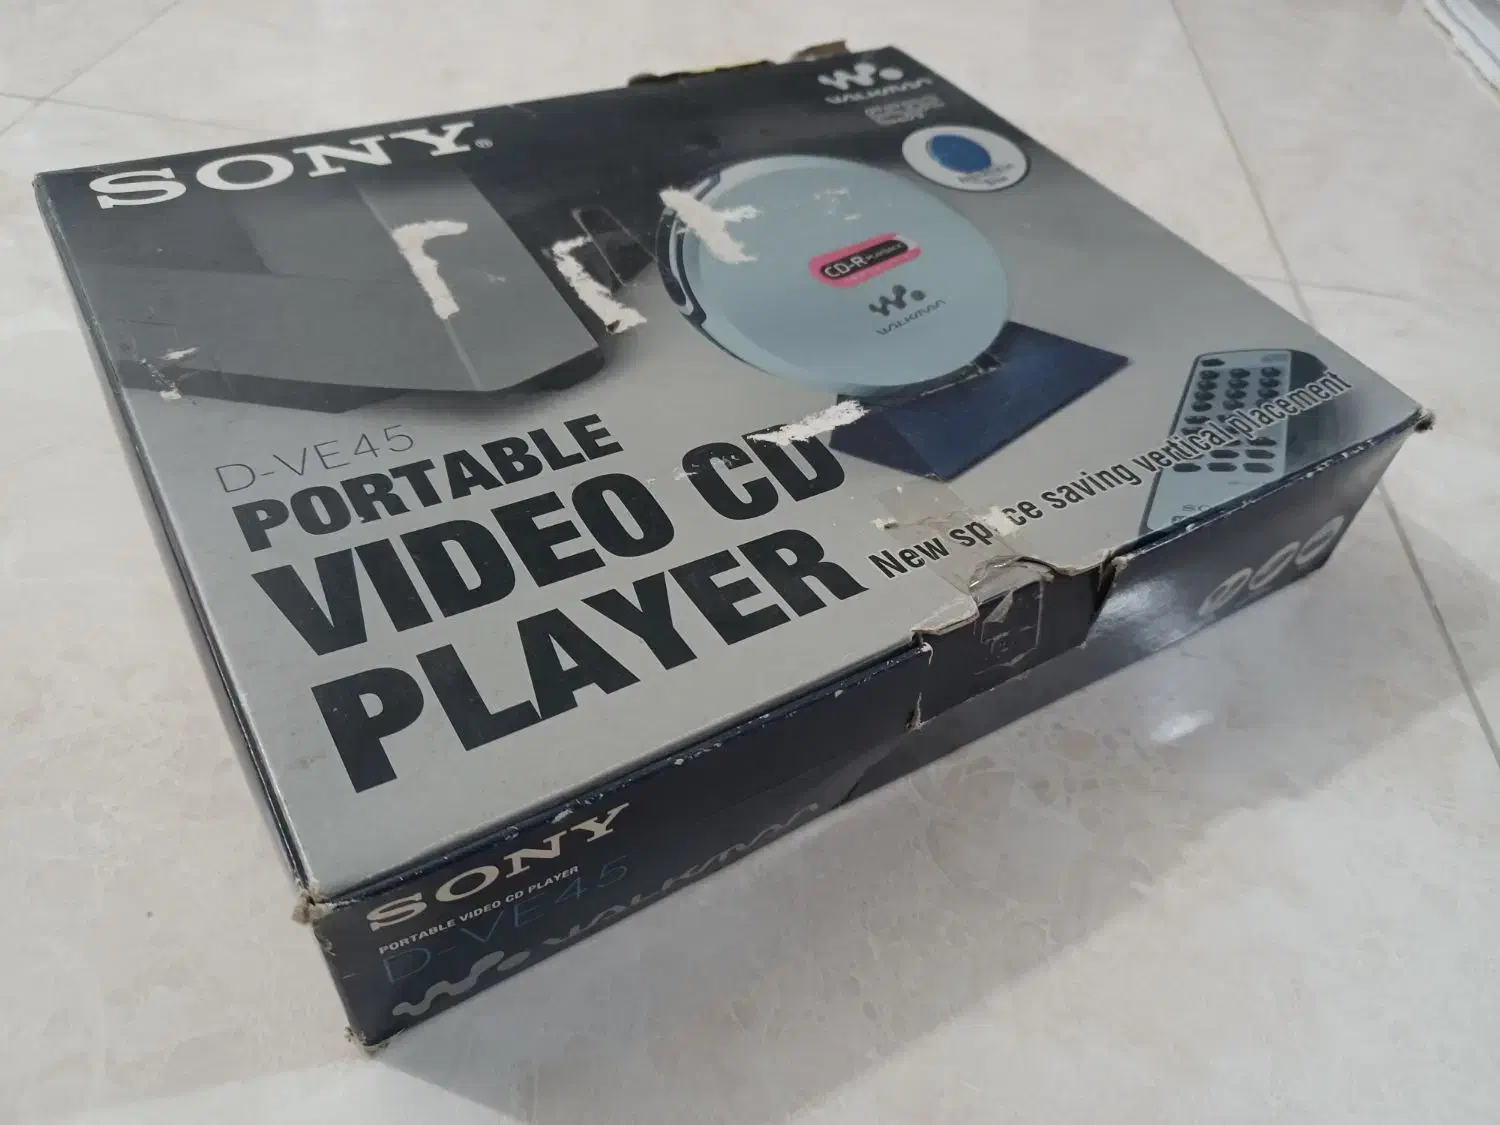 SONY®
WALKMAN
CD-R PLAYBACK
WALKMAN
D-VE45
PORTABLE
VIDEO CD
PLAYER
New space saving vertical placement
SONY
PORTABLE VIDEO CD PLAYER
D-VE45
WALKMAN